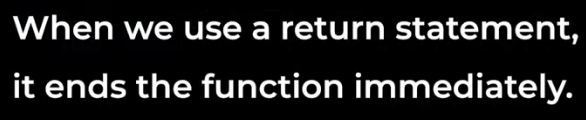 When we use a return statement,
it ends the function immediately.